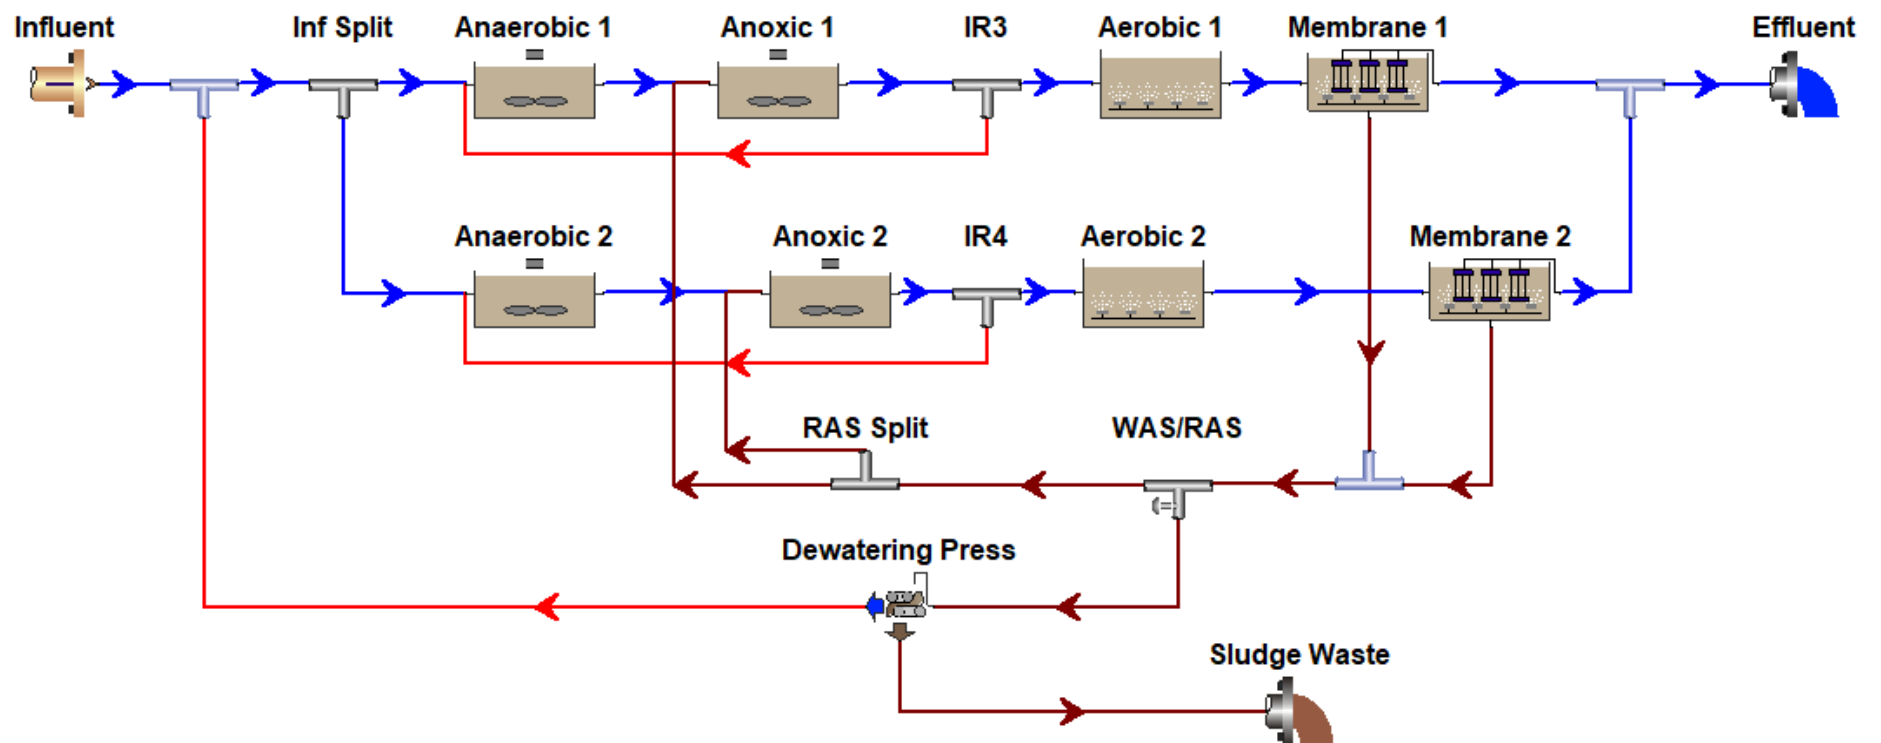 Influent
Inf Split
Anaerobic 1
Anoxic 1
IR3
Aerobic 1
Membrane 1
Effluent
Anaerobic 2
Anoxic 2
IR4
Aerobic 2
Membrane 2
RAS Split
WAS/RAS
Dewatering Press
Sludge Waste